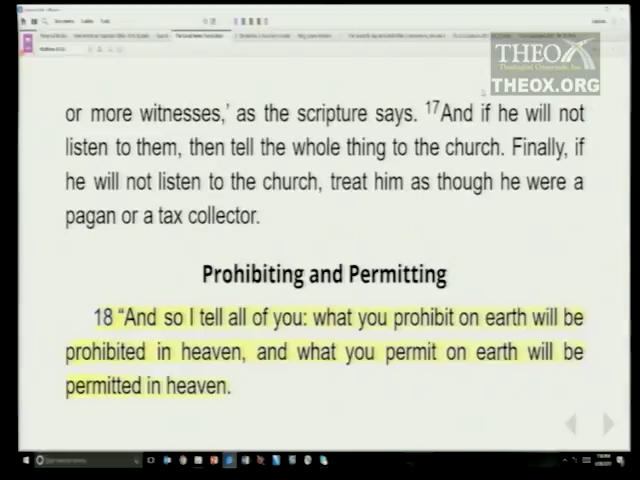 THEOX
Theological Crossroads, Inc.
THEOX.ORG
or more witnesses,’ as the scripture says. 17And if he will not
listen to them, then tell the whole thing to the church. Finally, if
he will not listen to the church, treat him as though he were a
pagan or a tax collector.
Prohibiting and Permitting
18 “And so I tell all of you: what you prohibit on earth will be
prohibited in heaven, and what you permit on earth will be
permitted in heaven.